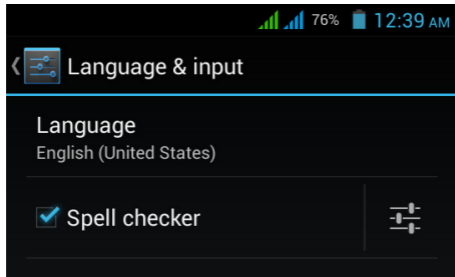 76% 12:39 AM
Language & input
Language
English (United States)
Spell checker